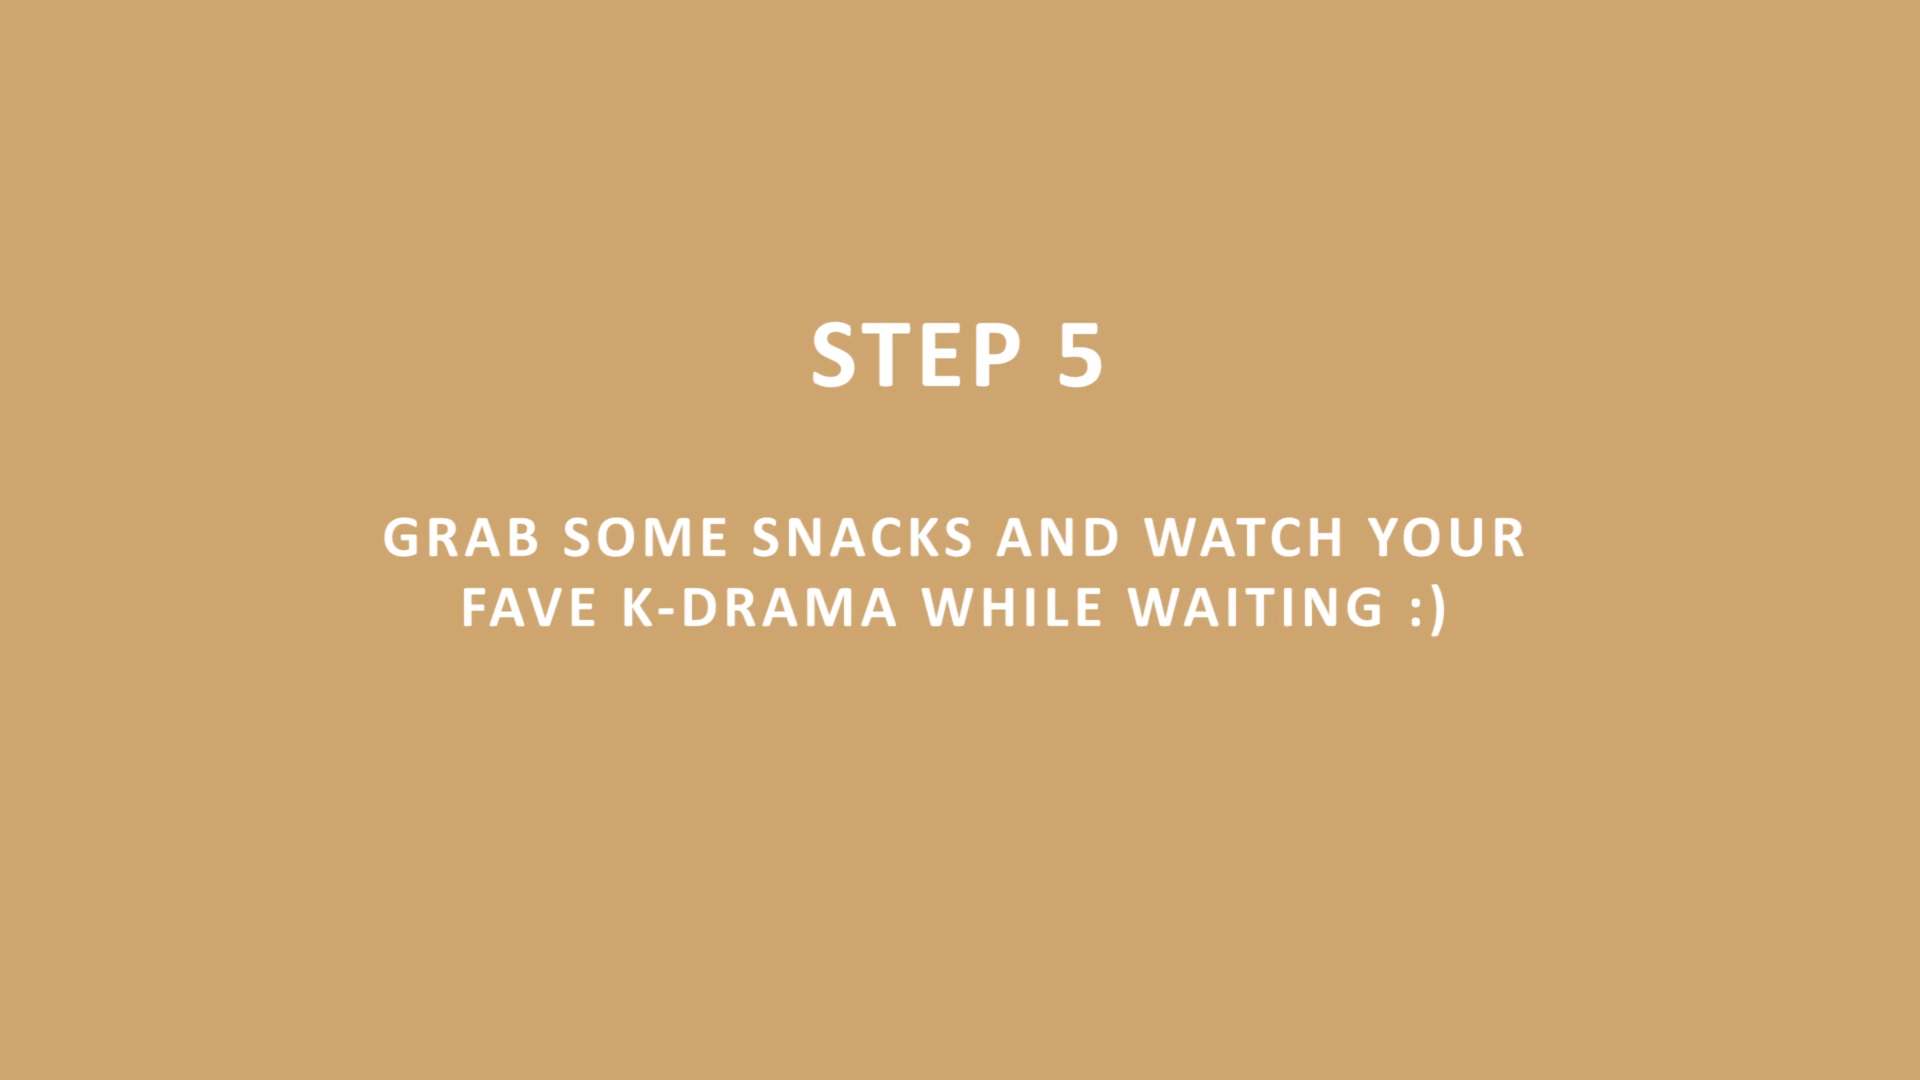 STEP 5
GRAB SOME SNACKS AND WATCH YOUR
FAVE K-DRAMA WHILE WAITING :)